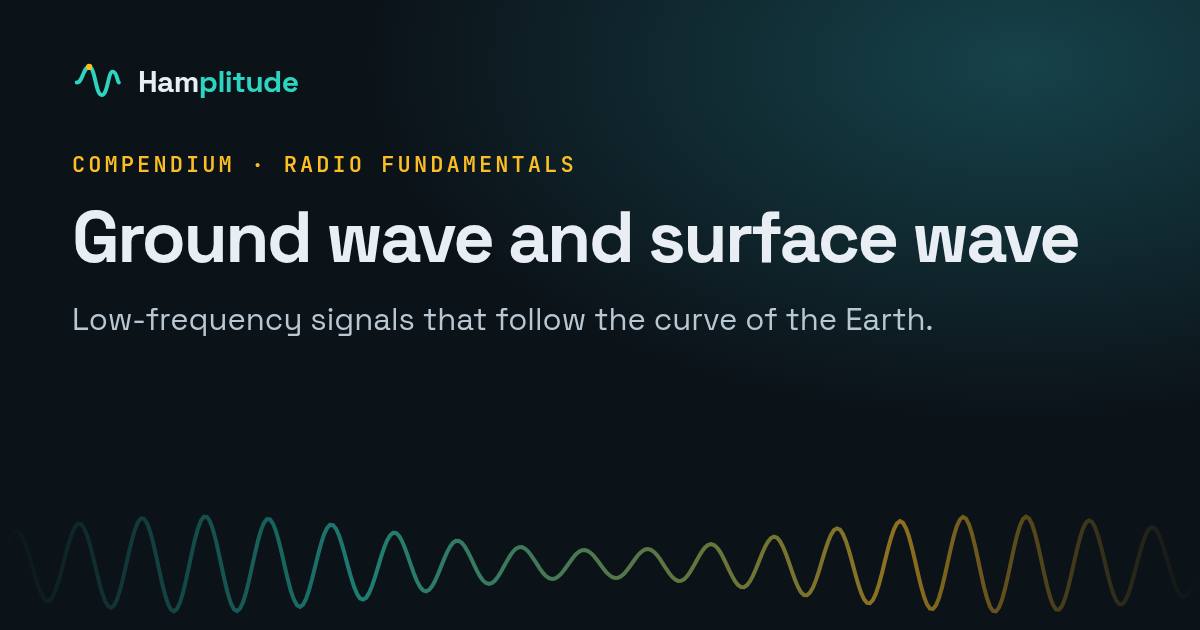 Hamplitude
COMPENDIUM · RADIO FUNDAMENTALS
Ground wave and surface wave
Low-frequency signals that follow the curve of the Earth.